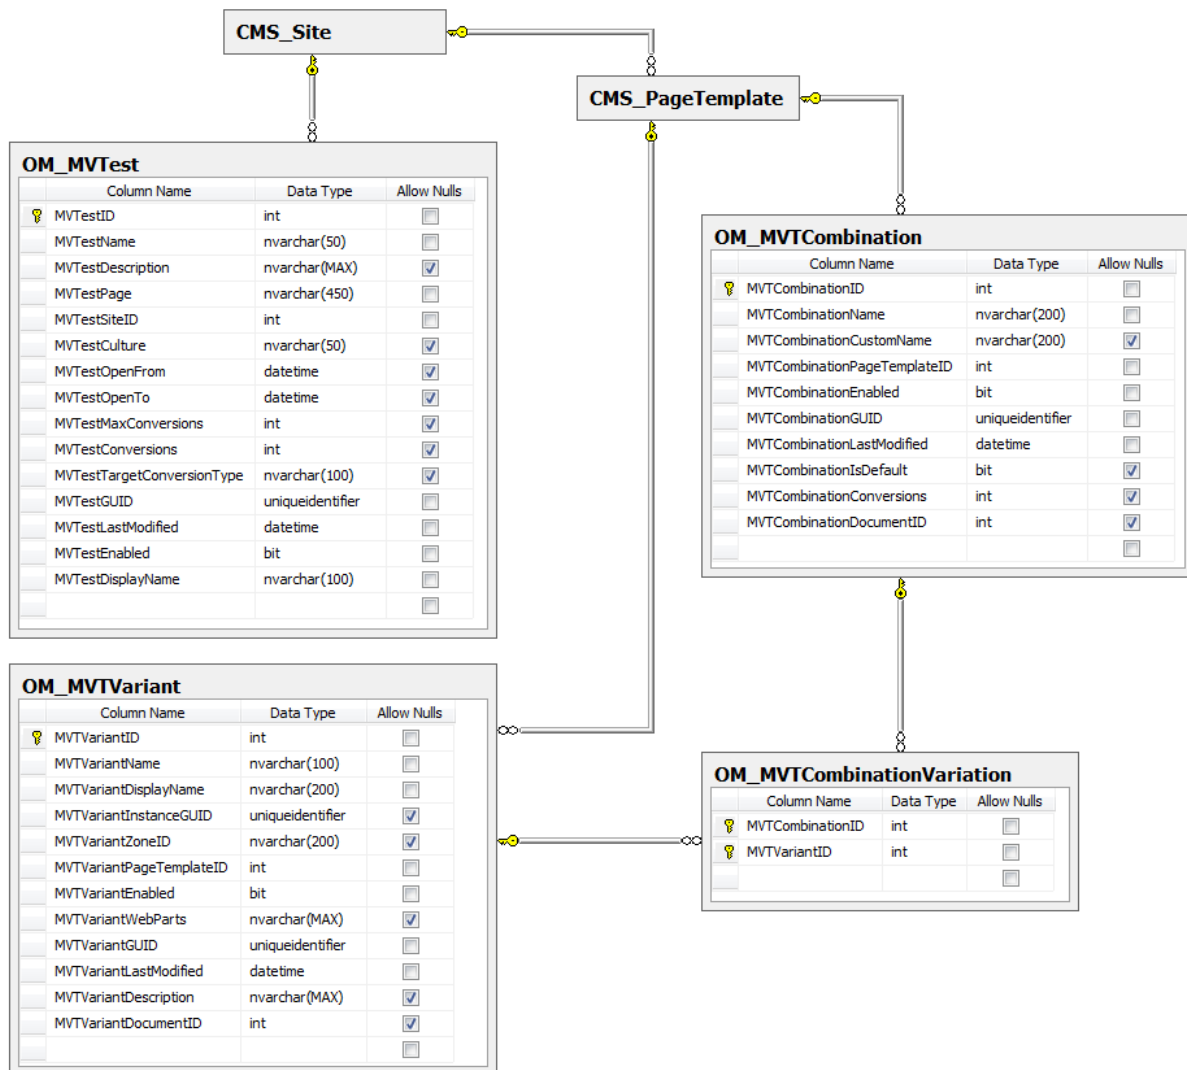 CMS_Site
CMS_PageTemplate
OM_MVTest
Column Name Data Type Allow Nulls
MVTestID int
MVTestName nvarchar(50)
MVTestDescription nvarchar(MAX)
MVTestPage nvarchar(450)
MVTestSiteID int
MVTestCulture nvarchar(50)
MVTestOpenFrom datetime
MVTestOpenTo datetime
MVTestMaxConversions int
MVTestConversions int
MVTestTargetConversionType nvarchar(100)
MVTestGUID uniqueidentifier
MVTestLastModified datetime
MVTestEnabled bit
MVTestDisplayName nvarchar(100)
OM_MVTCombination
Column Name Data Type Allow Nulls
MVTCombinationID int
MVTCombinationName nvarchar(200)
MVTCombinationCustomName nvarchar(200)
MVTCombinationPageTemplateID int
MVTCombinationEnabled bit
MVTCombinationGUID uniqueidentifier
MVTCombinationLastModified datetime
MVTCombinationIsDefault bit
MVTCombinationConversions int
MVTCombinationDocumentID int
OM_MVTVariant
Column Name Data Type Allow Nulls
MVTVariantID int
MVTVariantName nvarchar(100)
MVTVariantDisplayName nvarchar(200)
MVTVariantInstanceGUID uniqueidentifier
MVTVariantZoneID nvarchar(200)
MVTVariantPageTemplateID int
MVTVariantEnabled bit
MVTVariantWebParts nvarchar(MAX)
MVTVariantGUID uniqueidentifier
MVTVariantLastModified datetime
MVTVariantDescription nvarchar(MAX)
MVTVariantDocumentID int
OM_MVTCombinationVariation
Column Name Data Type Allow Nulls
MVTCombinationID int
MVTVariantID int